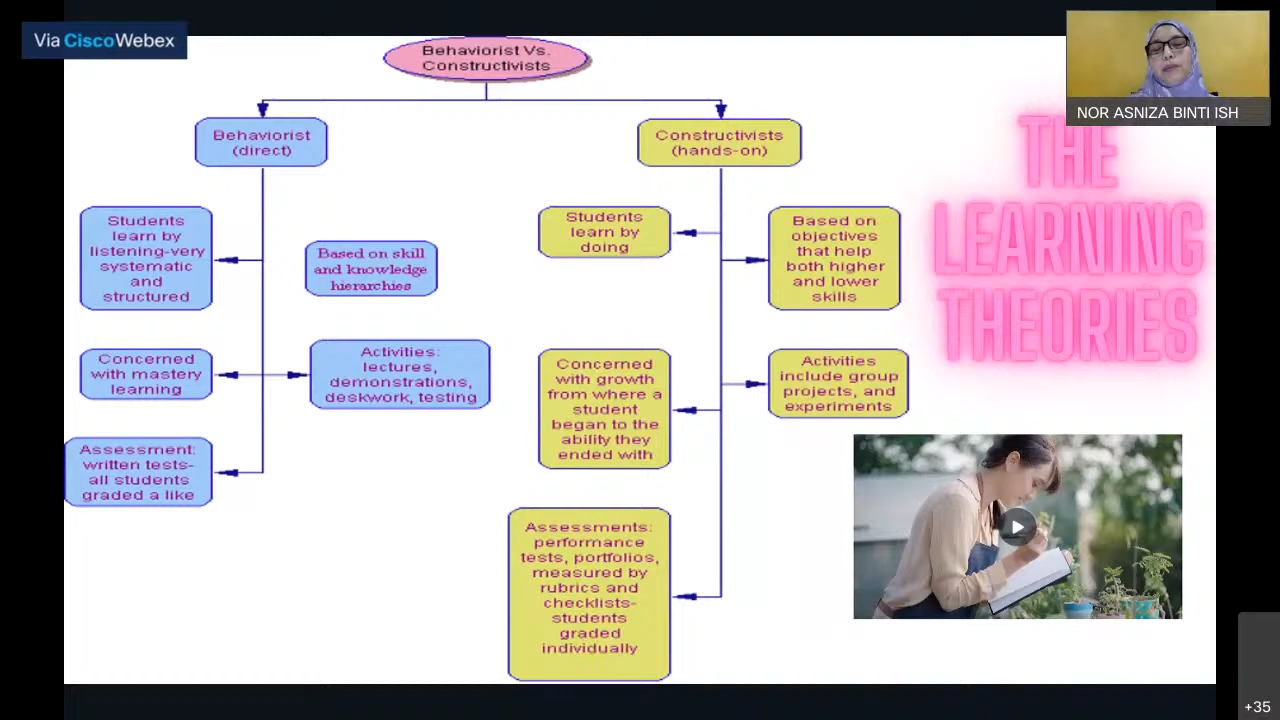 Via Cisco Webex
NOR ASNIZA BINTI ISH
Behaviorist Vs.
Constructivists
Behaviorist
(direct)
Students
learn by
listening-very
systematic
and
structured
Based on skill
and knowledge
hierarchies
Concerned
with mastery
learning
Activities:
lectures,
demonstrations,
deskwork, testing
Assessment:
written tests-
all students
graded a like
Constructivists
(hands-on)
Students
learn by
doing
Based on
objectives
that help
both higher
and lower
skills
Concerned
with growth
from where a
student
began to the
ability they
ended with
Activities
include group
projects, and
experiments
Assessments:
performance
tests, portfolios,
measured by
rubrics and
checklists-
students
graded
individually
THE
LEARNING
THEORIES
+35